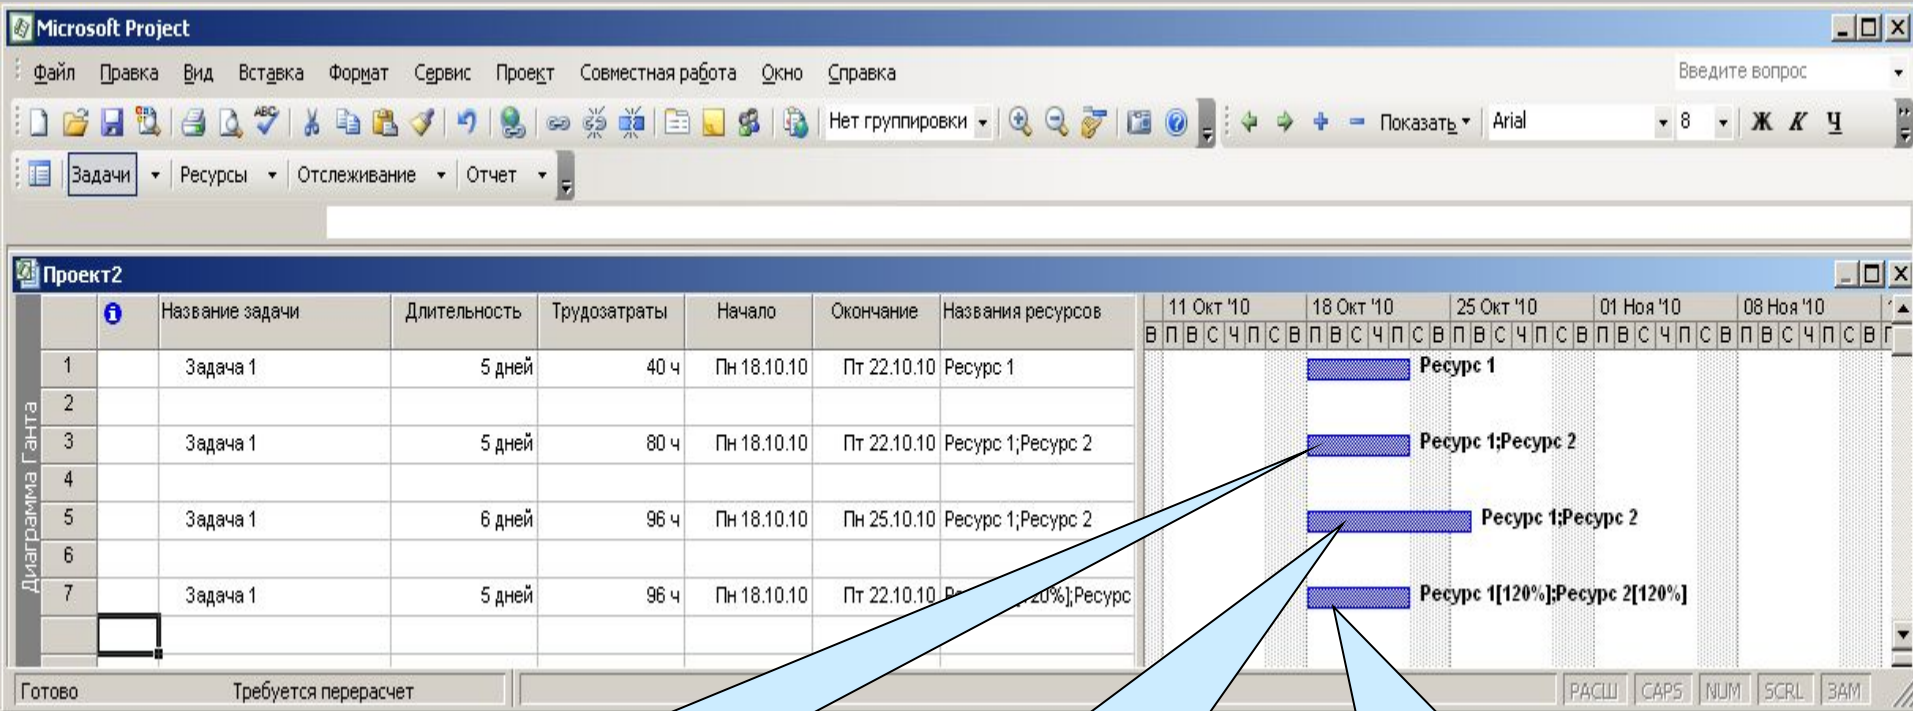 Microsoft Project
Файл Правка Вид Вставка Формат Сервис Проект Совместная работа Окно Справка Введите вопрос
ABC Нет группировки Показать Arial 8 Ж К Ч
Задачи Ресурсы Отслеживание Отчет
Проект2
Название задачи Длительность Трудозатраты Начало Окончание Названия ресурсов 11 Окт '10 18 Окт '10 25 Окт '10 01 Ноя '10 08 Ноя '10
В П В С Ч П С В П В С Ч П С В П В С Ч П С В П В С Ч П С В П В С Ч П С В
1 Задача 1 5 дней 40 ч Пн 18.10.10 Пт 22.10.10 Ресурс 1 Ресурс 1
2
3 Задача 1 5 дней 80 ч Пн 18.10.10 Пт 22.10.10 Ресурс 1;Ресурс 2 Ресурс 1;Ресурс 2
4
5 Задача 1 6 дней 96 ч Пн 18.10.10 Пн 25.10.10 Ресурс 1;Ресурс 2 Ресурс 1;Ресурс 2
6
7 Задача 1 5 дней 96 ч Пн 18.10.10 Пт 22.10.10 ;Ресурс Ресурс 1[120%];Ресурс 2[120%]
Диаграмма Ганта
Готово Требуется перерасчет РАСШ CAPS NUM SCRL ЗАМ